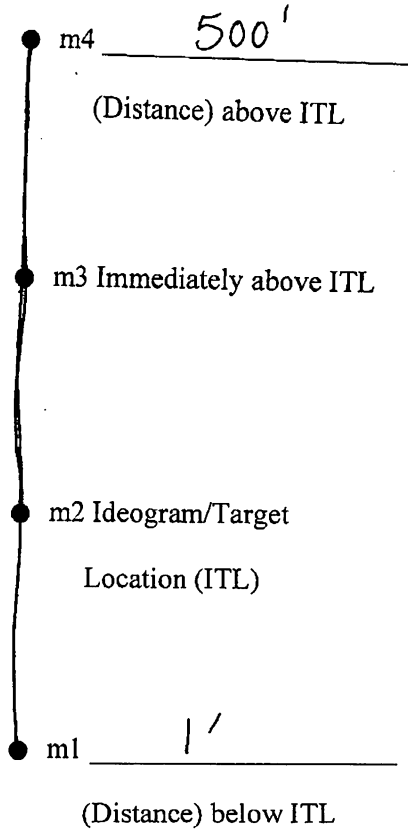 m4 500'
(Distance) above ITL
m3 Immediately above ITL
m2 Ideogram/Target
Location (ITL)
m1 1'
(Distance) below ITL